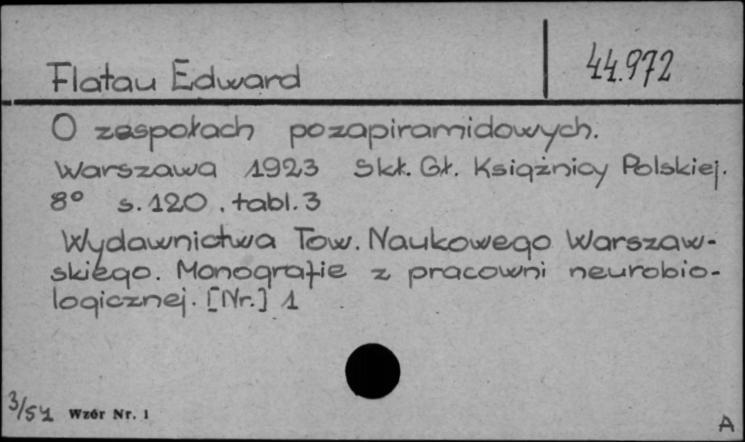 Flatau Edward
44.972
O zespołach pozapiramidowych.
Warszawa 1923 Skł. Gł. Książnicy Polskiej.
8° s. 120. tabl. 3
Wydawnictwa Tow. Naukowego Warszaw-
skiego. Monografie z pracowni neurobio-
logicznej. [Nr.] 1
3/51 Wzór Nr. 1
A